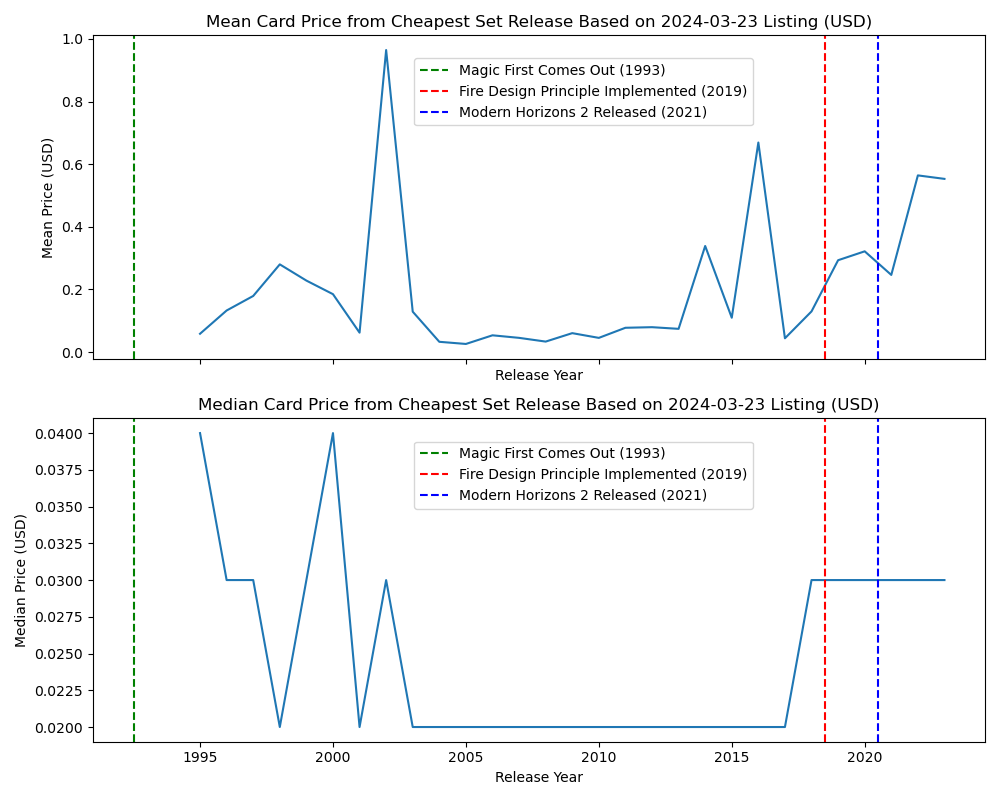 Mean Card Price from Cheapest Set Release Based on 2024-03-23 Listing (USD)
1.0
0.8
0.6
0.4
0.2
0.0
Mean Price (USD)
Magic First Comes Out (1993)
Fire Design Principle Implemented (2019)
Modern Horizons 2 Released (2021)
Release Year
Median Card Price from Cheapest Set Release Based on 2024-03-23 Listing (USD)
0.0400
0.0375
0.0350
0.0325
0.0300
0.0275
0.0250
0.0225
0.0200
Median Price (USD)
Magic First Comes Out (1993)
Fire Design Principle Implemented (2019)
Modern Horizons 2 Released (2021)
1995 2000 2005 2010 2015 2020
Release Year